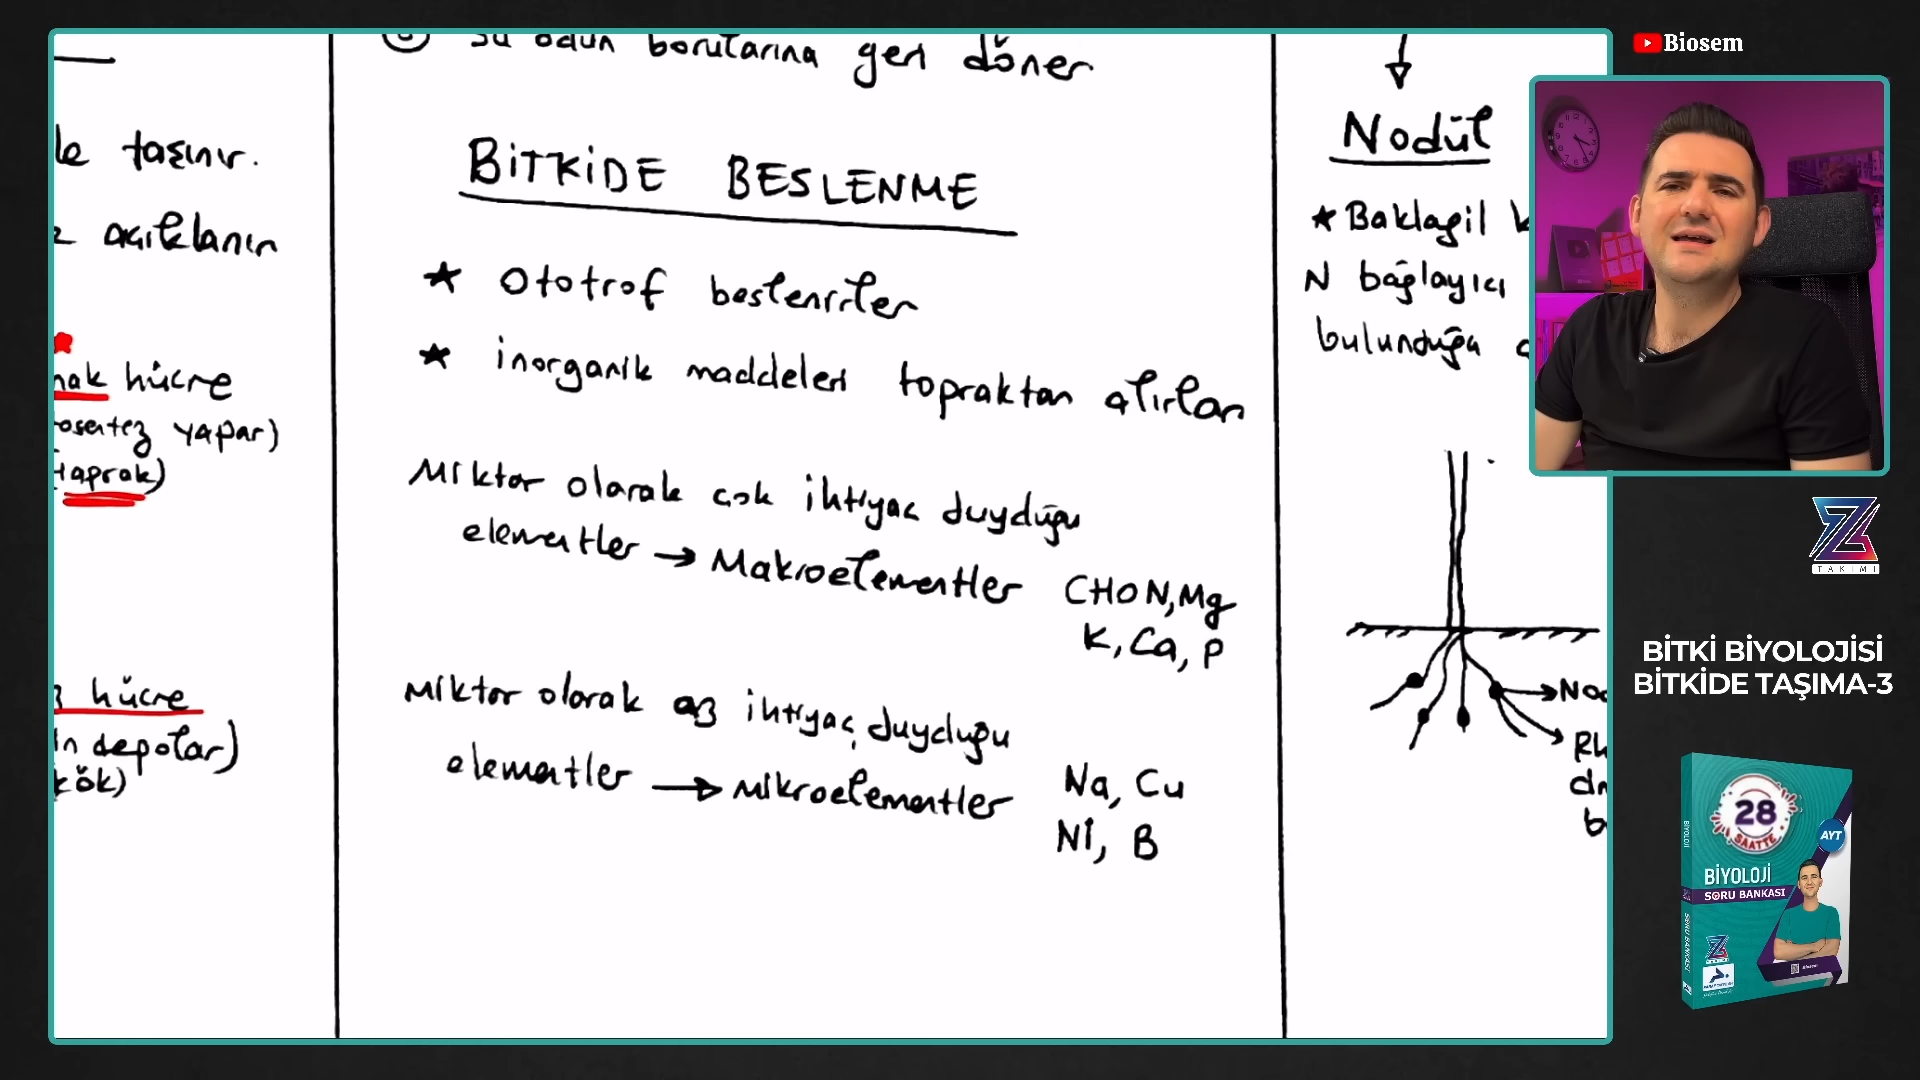 le taşınır.
açıklanın
hücre
yapar)
hücre
depolar)
kök)
su odun borularına geri döner
BİTKİDE BESLENME
★ Ototrof beslenirler
★ inorganik maddeleri topraktan alırlar
Miktar olarak çok ihtiyaç duyduğu
elementler → Makroelementler CHON, Mg
K, Ca, P
Miktar olarak az ihtiyaç duyduğu
elementler → Mikroelementler Na, Cu
Ni, B
Nodül
★ Baklagil
N bağlayıcı
bulunduğu
Biosem
Z
TAKIMI
BİTKİ BİYOLOJİSİ
BİTKİDE TAŞIMA-3
28
SAATTE
AYT
BİYOLOJİ
SORU BANKASI